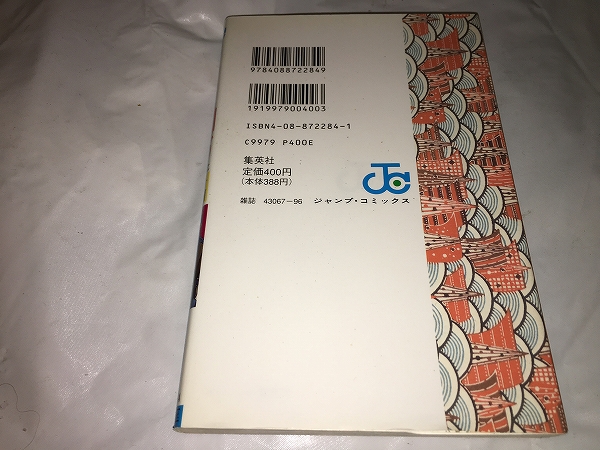 9784088722849
1919979004003
ISBN4-08-872284-1
C9979 P400E
集英社
定価400円
(本体388円)
雑誌 43067-96 ジャンプ・コミックス
JC